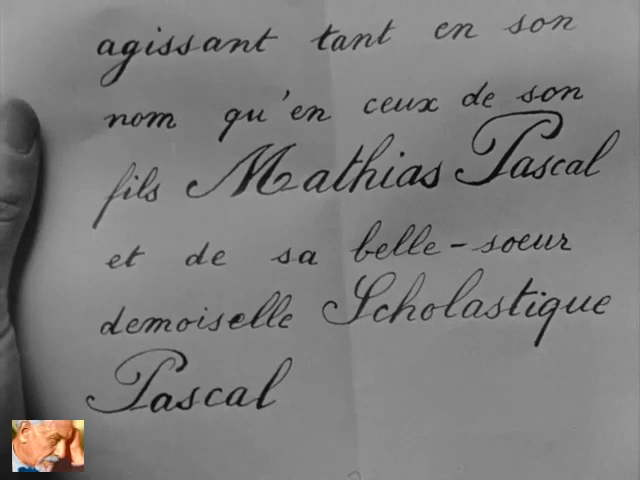 agissant tant en son
nom qu'en ceux de son
fils Mathias Pascal
et de sa belle-soeur
demoiselle Scholastique
Pascal